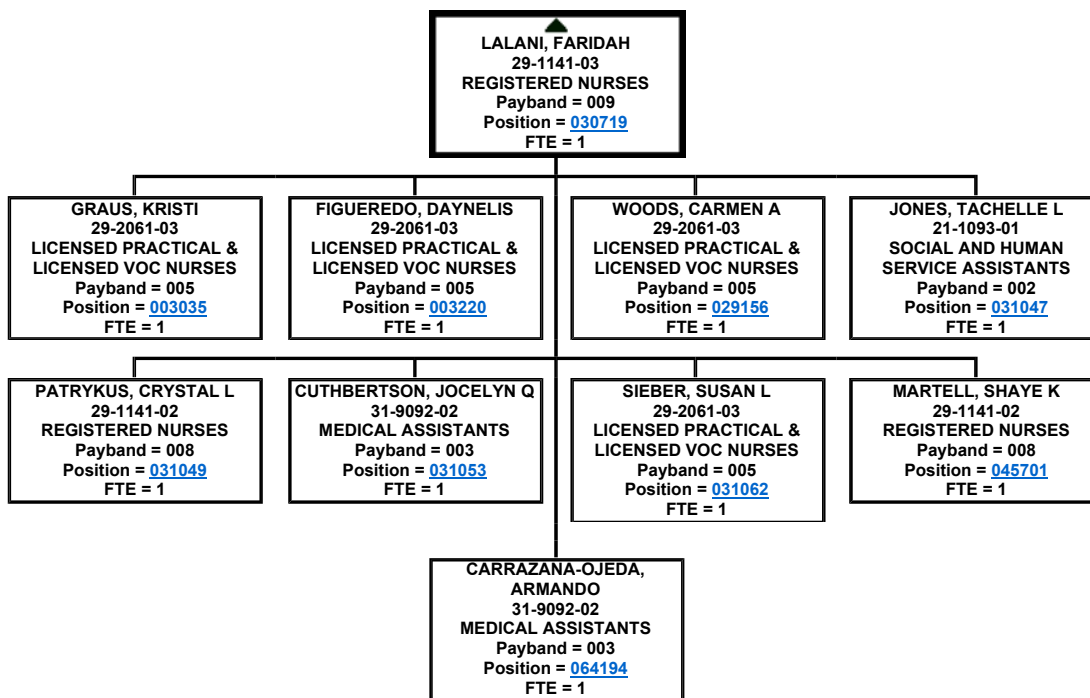 LALANI, FARIDAH
29-1141-03
REGISTERED NURSES
Payband = 009
Position = 030719
FTE = 1
GRAUS, KRISTI
29-2061-03
LICENSED PRACTICAL &
LICENSED VOC NURSES
Payband = 005
Position = 003035
FTE = 1
FIGUEREDO, DAYNELIS
29-2061-03
LICENSED PRACTICAL &
LICENSED VOC NURSES
Payband = 005
Position = 003220
FTE = 1
WOODS, CARMEN A
29-2061-03
LICENSED PRACTICAL &
LICENSED VOC NURSES
Payband = 005
Position = 029156
FTE = 1
JONES, TACHELLE L
21-1093-01
SOCIAL AND HUMAN
SERVICE ASSISTANTS
Payband = 002
Position = 031047
FTE = 1
PATRYKUS, CRYSTAL L
29-1141-02
REGISTERED NURSES
Payband = 008
Position = 031049
FTE = 1
CUTHBERTSON, JOCELYN Q
31-9092-02
MEDICAL ASSISTANTS
Payband = 003
Position = 031053
FTE = 1
SIEBER, SUSAN L
29-2061-03
LICENSED PRACTICAL &
LICENSED VOC NURSES
Payband = 005
Position = 031062
FTE = 1
MARTELL, SHAYE K
29-1141-02
REGISTERED NURSES
Payband = 008
Position = 045701
FTE = 1
CARRAZANA-OJEDA,
ARMANDO
31-9092-02
MEDICAL ASSISTANTS
Payband = 003
Position = 064194
FTE = 1